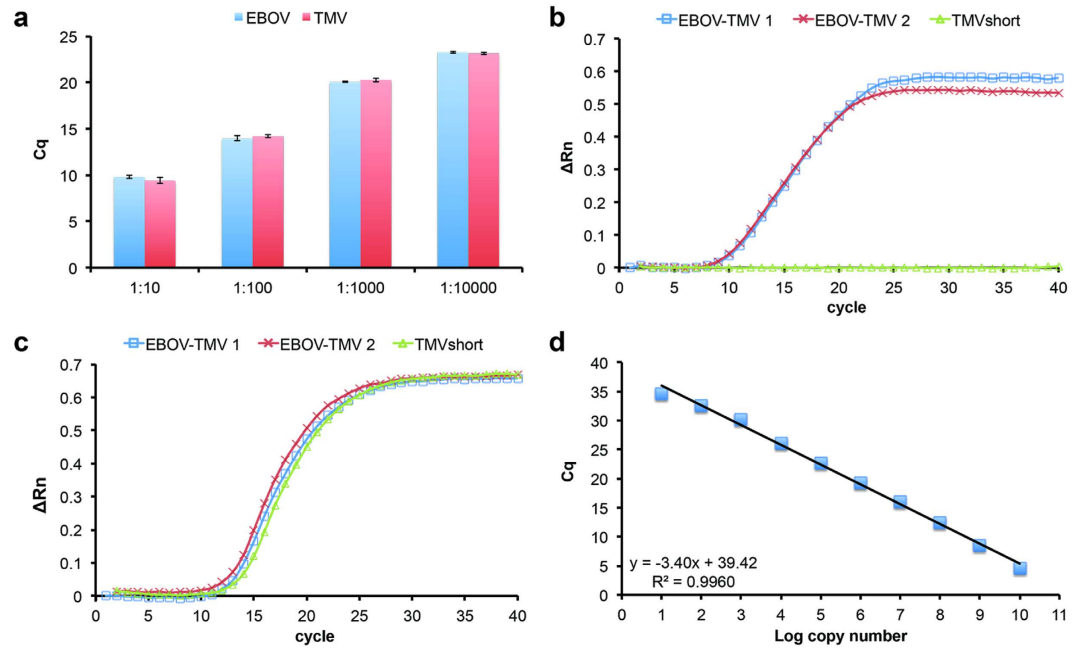 a
EBOV TMV
25
20
15
10
5
0
Cq
1:10 1:100 1:1000 1:10000
b
EBOV-TMV 1 EBOV-TMV 2 TMVshort
0.7
0.6
0.5
0.4
0.3
0.2
0.1
0
ΔRn
0 5 10 15 20 25 30 35 40
cycle
c
EBOV-TMV 1 EBOV-TMV 2 TMVshort
0.7
0.6
0.5
0.4
0.3
0.2
0.1
0
ΔRn
0 5 10 15 20 25 30 35 40
cycle
d
40
35
30
25
20
15
10
5
0
Cq
y = -3.40x + 39.42
R² = 0.9960
0 1 2 3 4 5 6 7 8 9 10 11
Log copy number